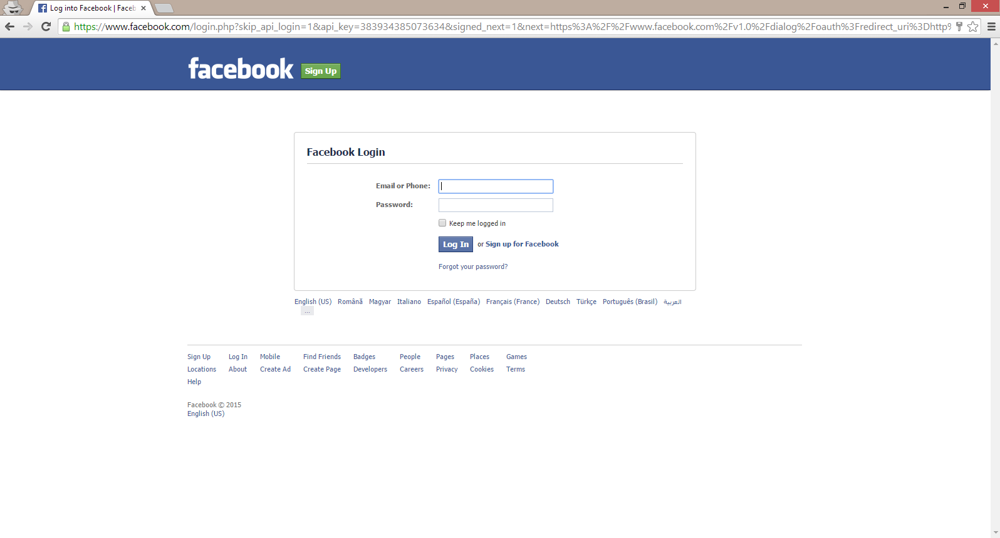 Log into Facebook | Faceb
https://www.facebook.com/login.php?skip_api_login=1&api_key=383934385073634&signed_next=1&next=https%3A%2F%2Fwww.facebook.com%2Fv1.0%2Fdialog%2Foauth%3Fredirect_uri%3Dhttp%
facebook Sign Up
Facebook Login
Email or Phone:
Password:
Keep me logged in
Log In or Sign up for Facebook
Forgot your password?
English (US) Română Magyar Italiano Español (España) Français (France) Deutsch Türkçe Português (Brasil) العربية
...
Sign Up Log In Mobile Find Friends Badges People Pages Places Games
Locations About Create Ad Create Page Developers Careers Privacy Cookies Terms
Help
Facebook © 2015
English (US)